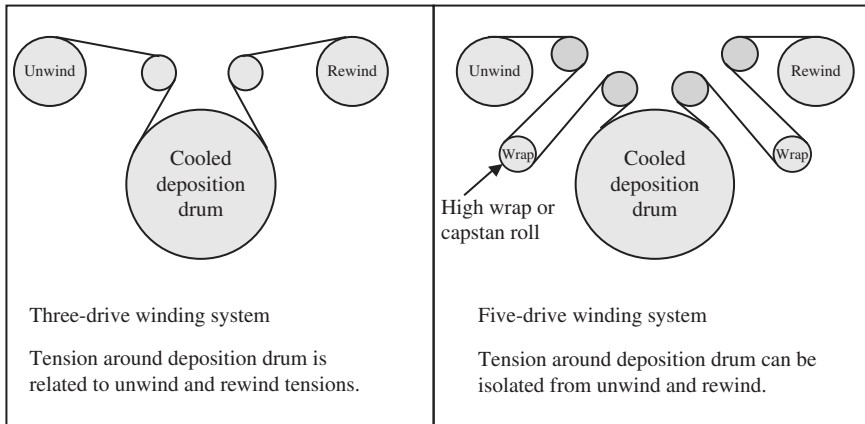 Unwind
Rewind
Cooled
deposition
drum
Three-drive winding system
Tension around deposition drum is
related to unwind and rewind tensions.
Unwind
Rewind
Wrap
Wrap
Cooled
deposition
drum
High wrap or
capstan roll
Five-drive winding system
Tension around deposition drum can be
isolated from unwind and rewind.